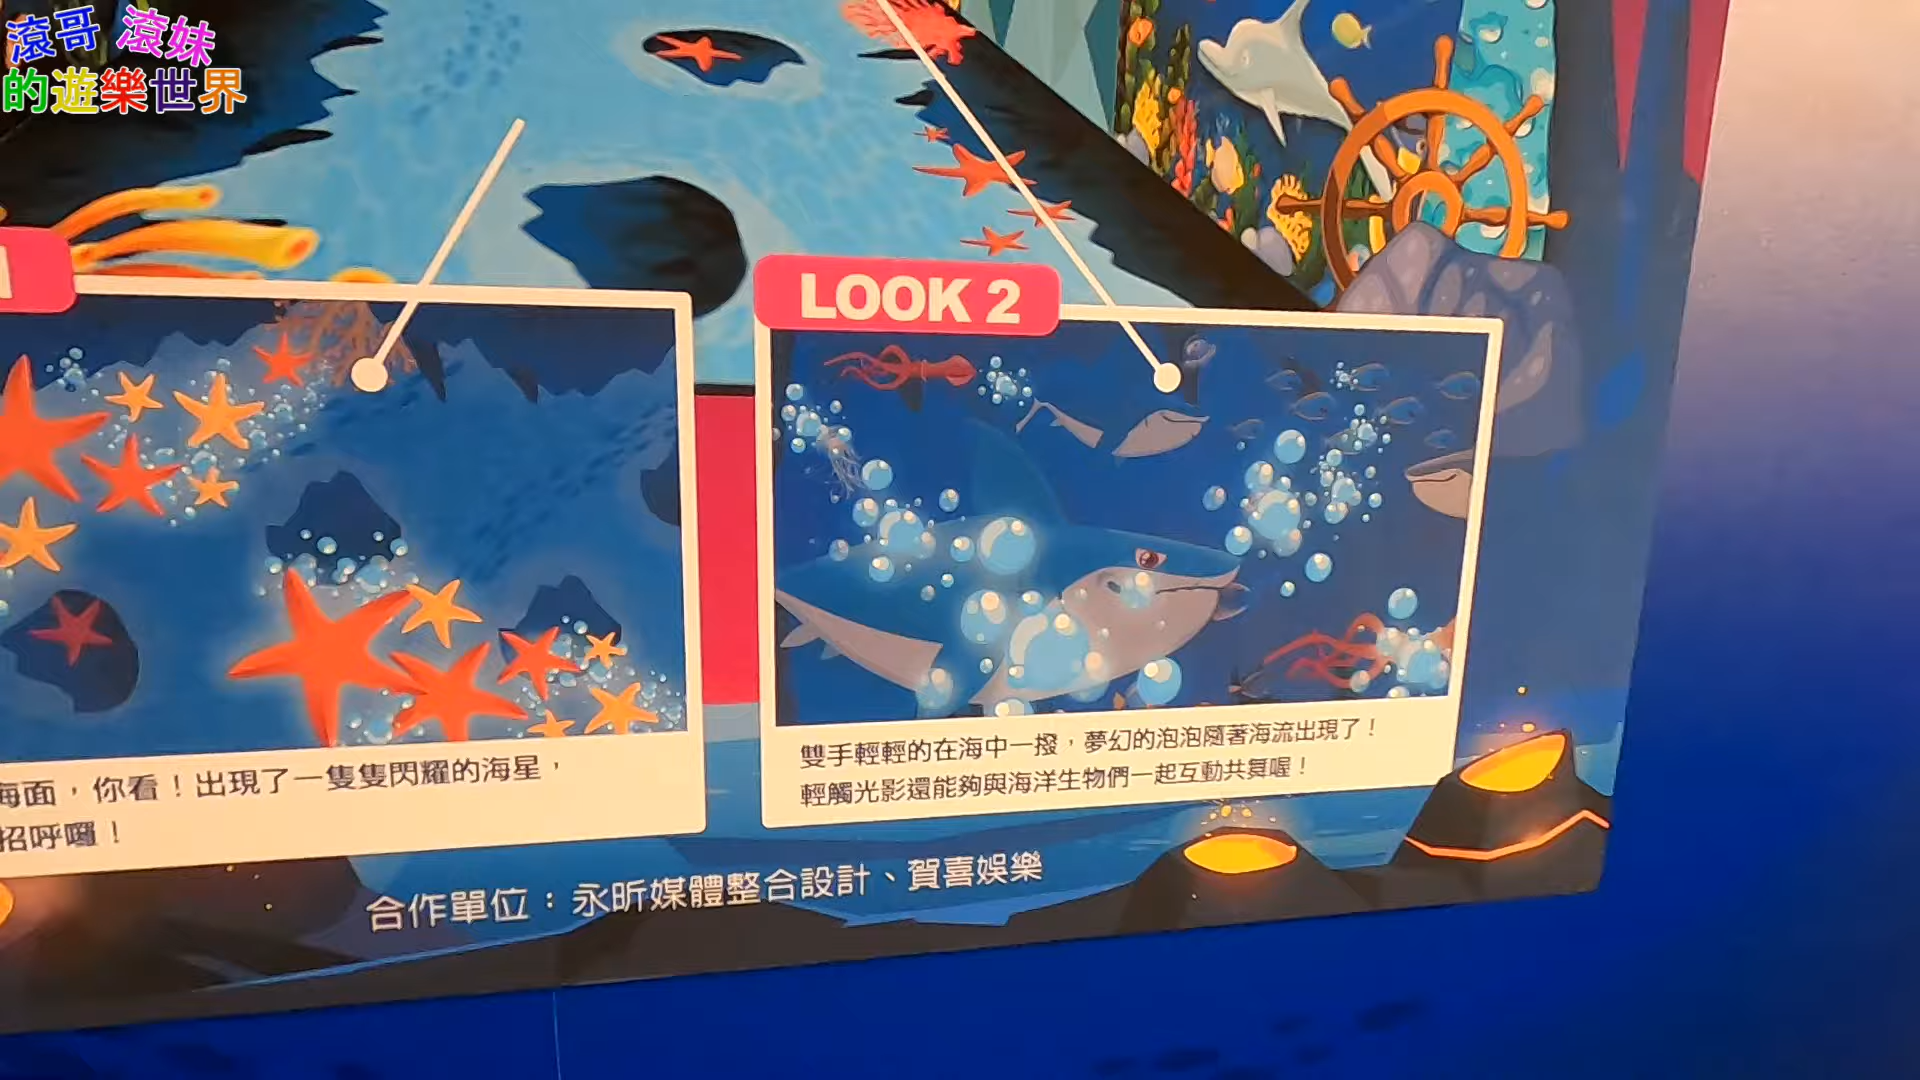 滾哥 滾妹
的遊樂世界
LOOK 2
海面，你看！出現了一隻隻閃耀的海星，
招呼囉！
雙手輕輕的在海中一撥，夢幻的泡泡隨著海流出現了！
輕觸光影還能夠與海洋生物們一起互動共舞喔！
合作單位：永昕媒體整合設計、賀喜娛樂